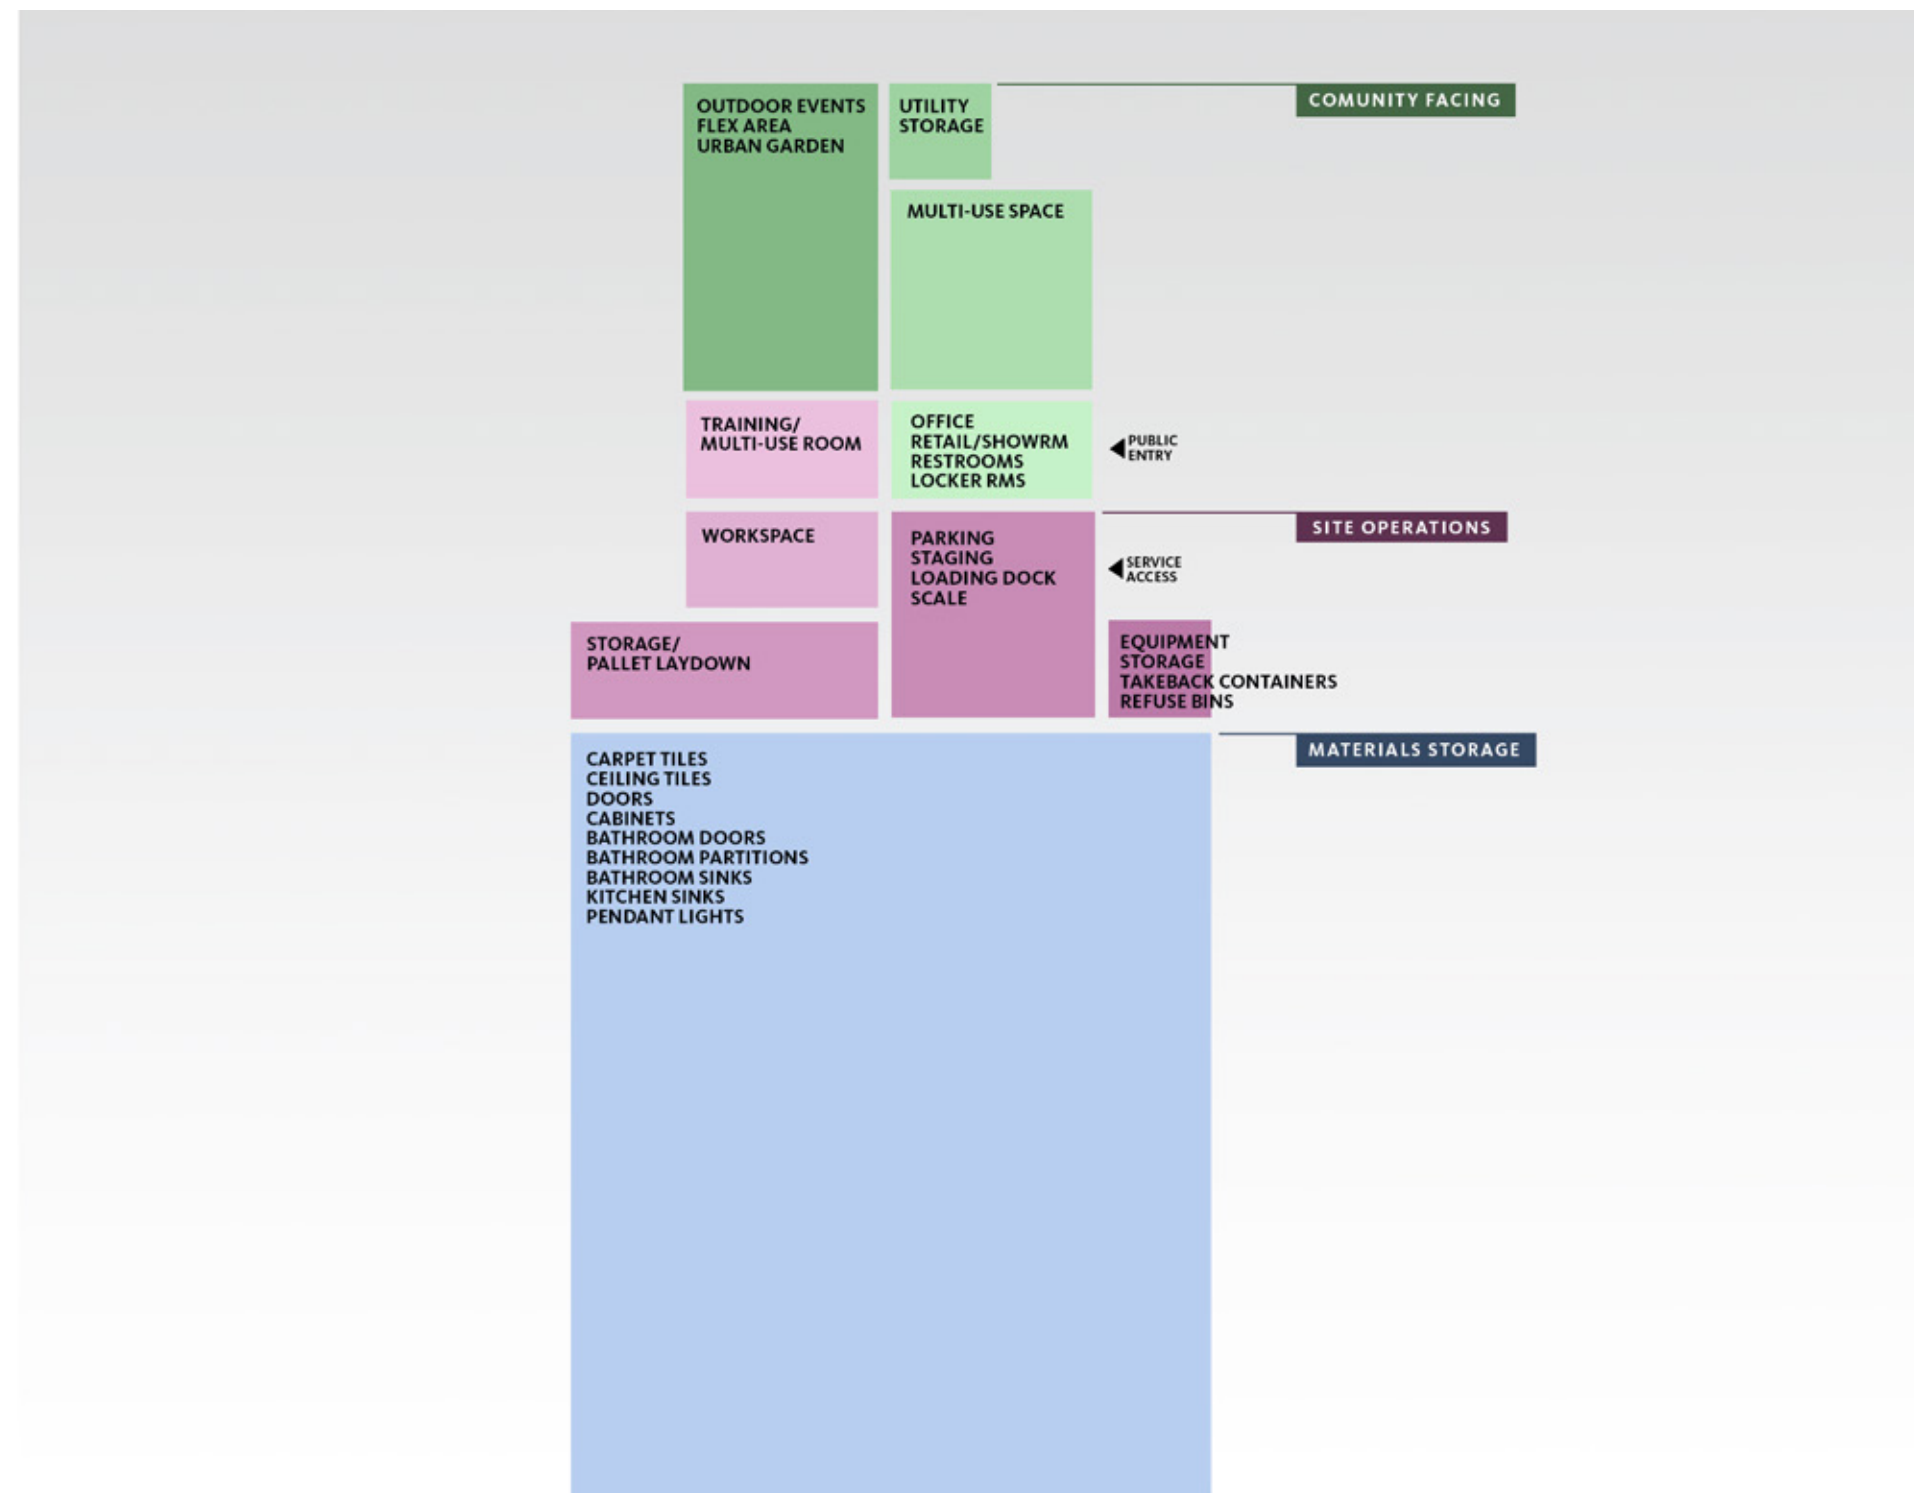 OUTDOOR EVENTS
FLEX AREA
URBAN GARDEN
UTILITY
STORAGE
COMUNITY FACING
MULTI-USE SPACE
TRAINING/
MULTI-USE ROOM
OFFICE
RETAIL/SHOWRM
RESTROOMS
LOCKER RMS
PUBLIC
ENTRY
WORKSPACE
PARKING
STAGING
LOADING DOCK
SCALE
SITE OPERATIONS
SERVICE
ACCESS
STORAGE/
PALLET LAYDOWN
EQUIPMENT
STORAGE
TAKEBACK CONTAINERS
REFUSE BINS
MATERIALS STORAGE
CARPET TILES
CEILING TILES
DOORS
CABINETS
BATHROOM DOORS
BATHROOM PARTITIONS
BATHROOM SINKS
KITCHEN SINKS
PENDANT LIGHTS